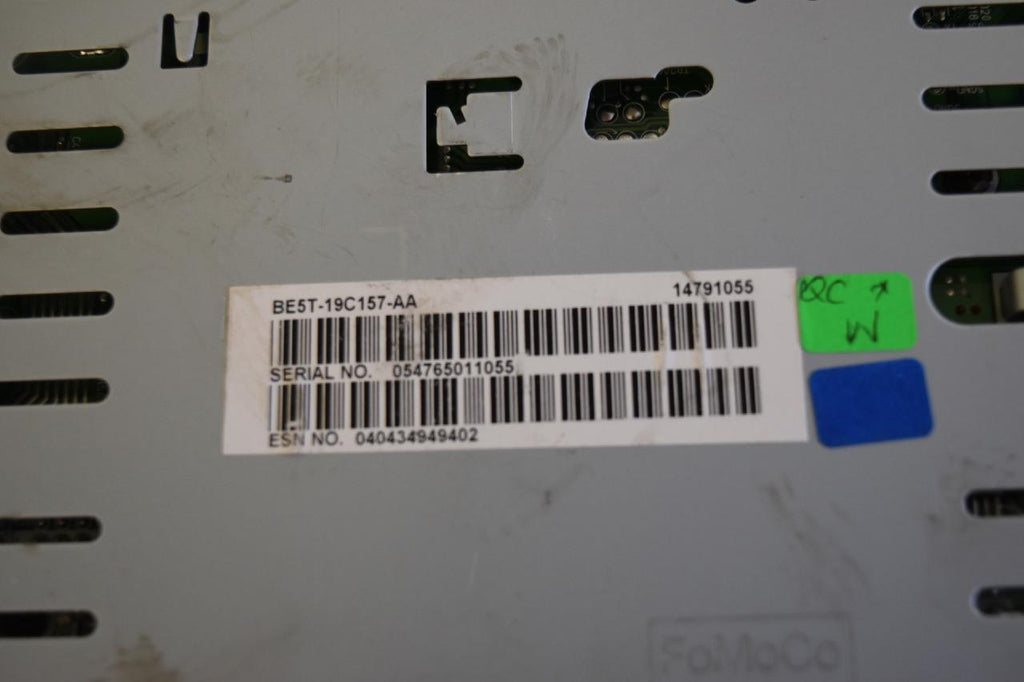 BE5T-19C157-AA 14791055
SERIAL NO. 054765011055
ESN NO. 040434949402
QC
W
FoMoCo